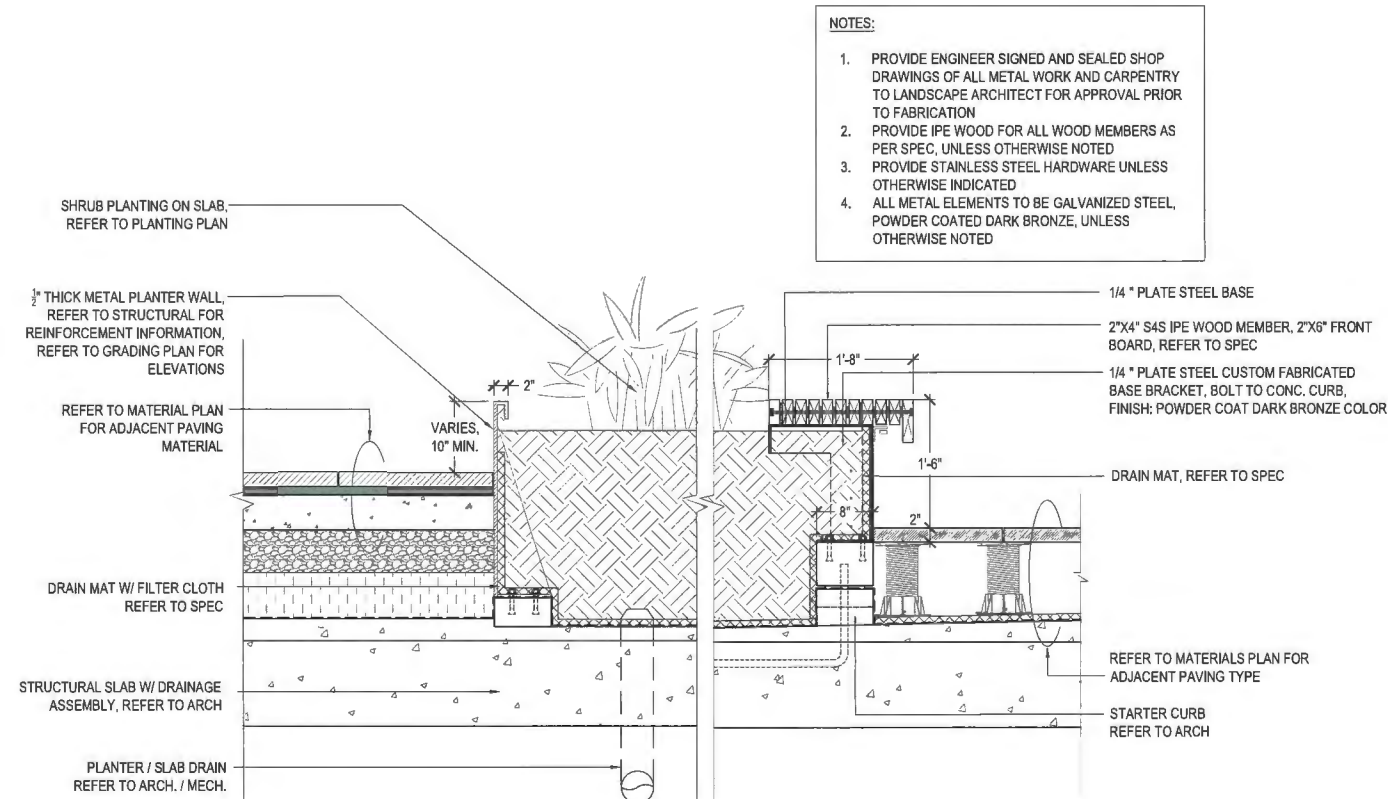 NOTES:
1. PROVIDE ENGINEER SIGNED AND SEALED SHOP
DRAWINGS OF ALL METAL WORK AND CARPENTRY
TO LANDSCAPE ARCHITECT FOR APPROVAL PRIOR
TO FABRICATION
2. PROVIDE IPE WOOD FOR ALL WOOD MEMBERS AS
PER SPEC, UNLESS OTHERWISE NOTED
3. PROVIDE STAINLESS STEEL HARDWARE UNLESS
OTHERWISE INDICATED
4. ALL METAL ELEMENTS TO BE GALVANIZED STEEL,
POWDER COATED DARK BRONZE, UNLESS
OTHERWISE NOTED
SHRUB PLANTING ON SLAB,
REFER TO PLANTING PLAN
1/2" THICK METAL PLANTER WALL,
REFER TO STRUCTURAL FOR
REINFORCEMENT INFORMATION,
REFER TO GRADING PLAN FOR
ELEVATIONS
REFER TO MATERIAL PLAN
FOR ADJACENT PAVING
MATERIAL
DRAIN MAT W/ FILTER CLOTH
REFER TO SPEC
STRUCTURAL SLAB W/ DRAINAGE
ASSEMBLY, REFER TO ARCH
PLANTER / SLAB DRAIN
REFER TO ARCH. / MECH.
2"
VARIES,
10" MIN.
1'-8"
1'-6"
8"
2"
1/4 " PLATE STEEL BASE
2"X4" S4S IPE WOOD MEMBER, 2"X6" FRONT
BOARD, REFER TO SPEC
1/4 " PLATE STEEL CUSTOM FABRICATED
BASE BRACKET, BOLT TO CONC. CURB,
FINISH: POWDER COAT DARK BRONZE COLOR
DRAIN MAT, REFER TO SPEC
REFER TO MATERIALS PLAN FOR
ADJACENT PAVING TYPE
STARTER CURB
REFER TO ARCH